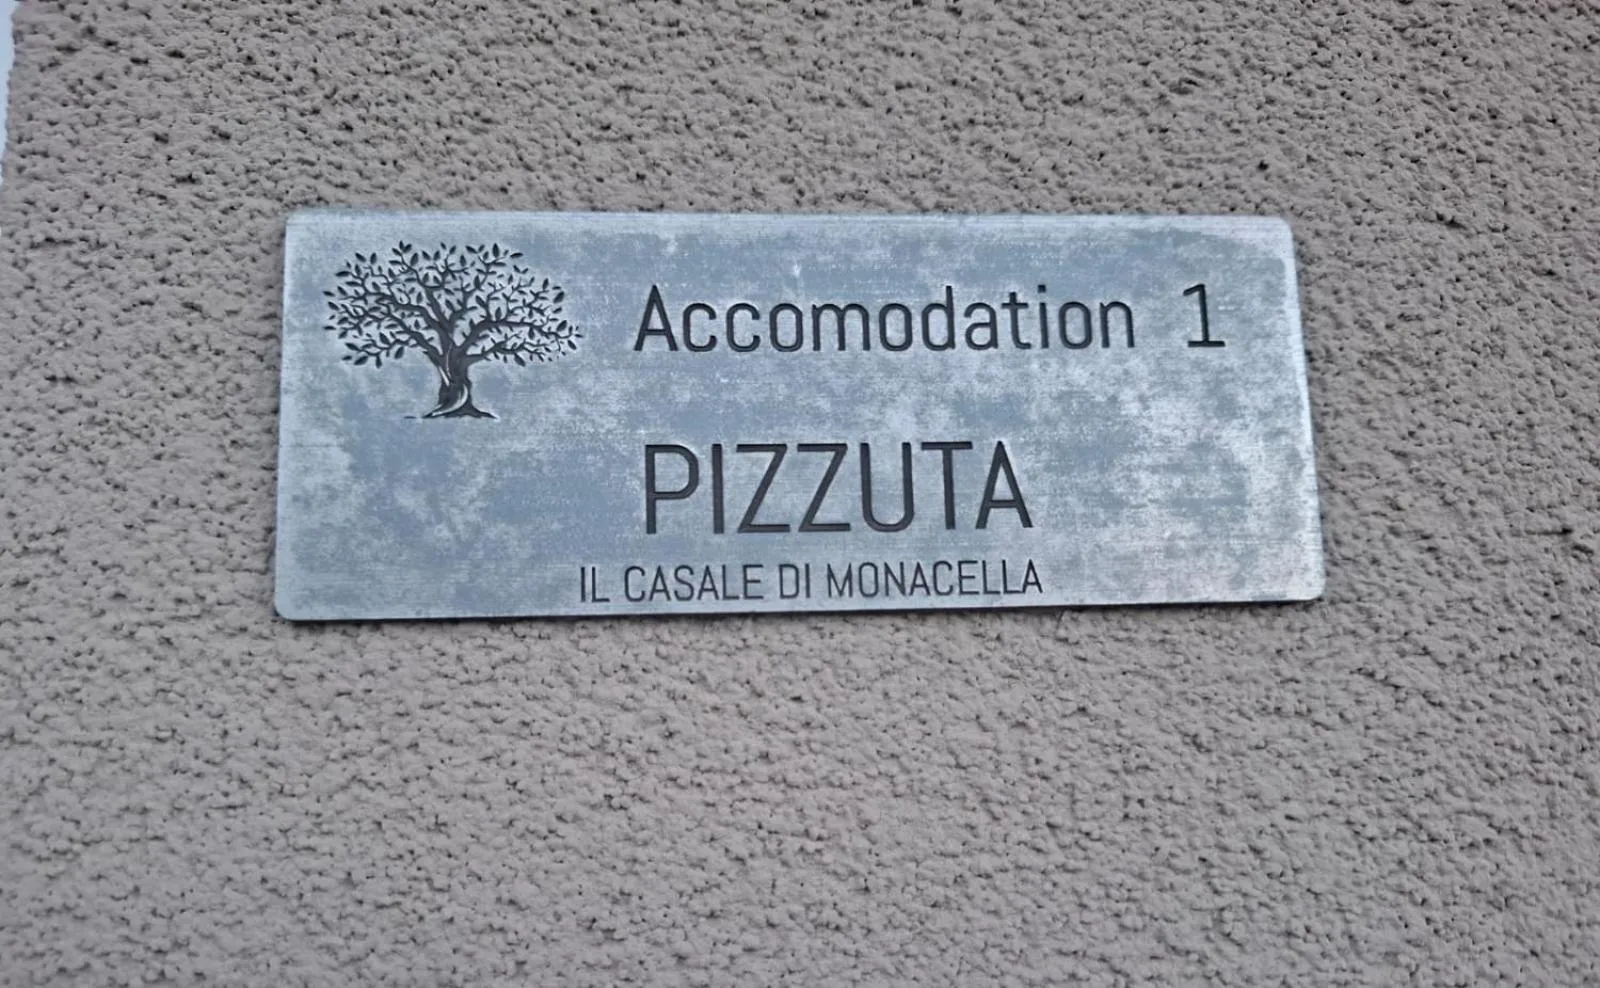 Accomodation 1
PIZZUTA
IL CASALE DI MONACELLA